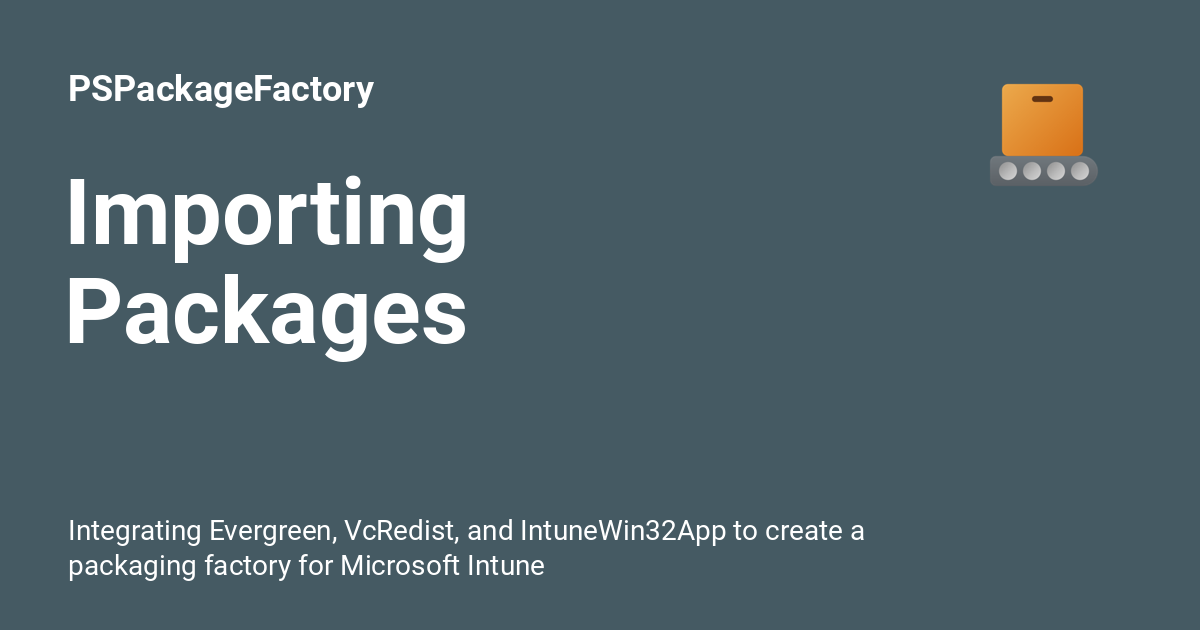 PSPackageFactory
Importing
Packages
Integrating Evergreen, VcRedist, and IntuneWin32App to create a
packaging factory for Microsoft Intune